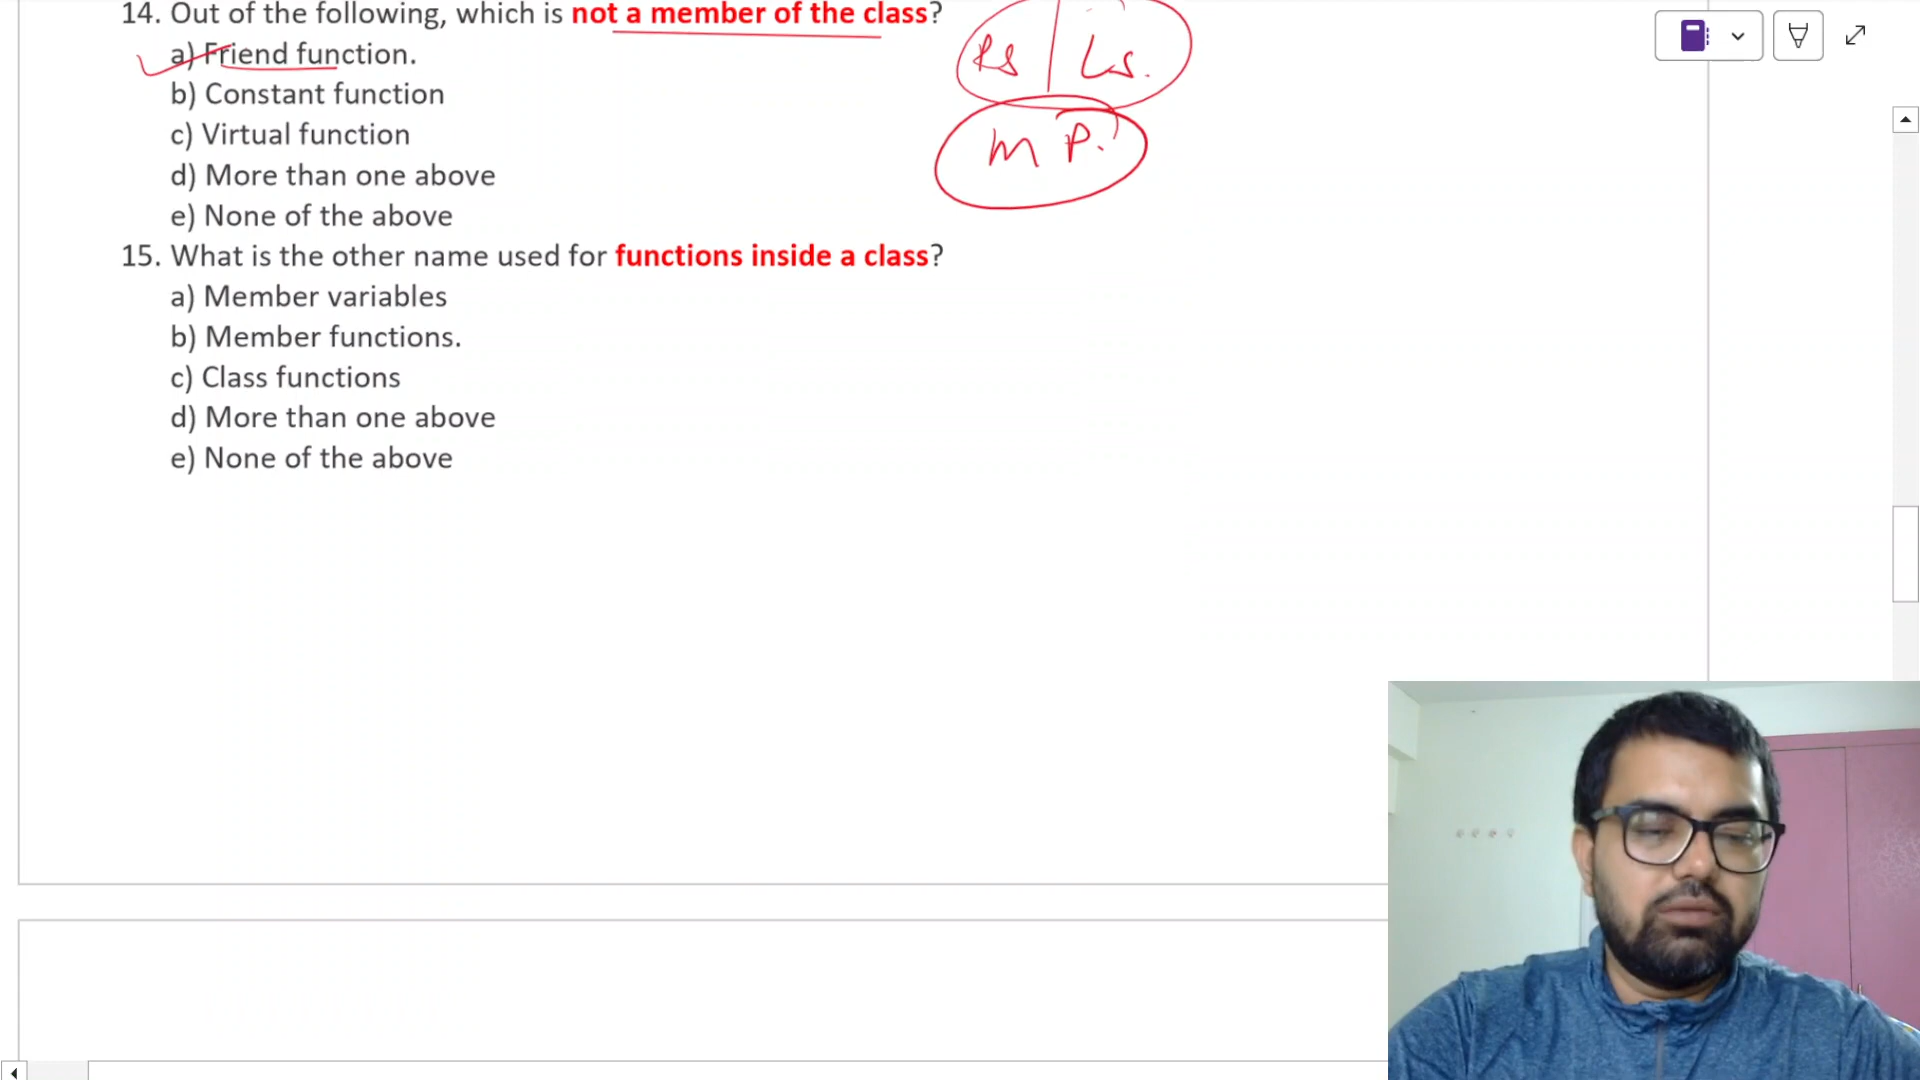 14. Out of the following, which is not a member of the class?
a) Friend function.
b) Constant function
c) Virtual function
d) More than one above
e) None of the above
Rs | Ls.
M P.
15. What is the other name used for functions inside a class?
a) Member variables
b) Member functions.
c) Class functions
d) More than one above
e) None of the above